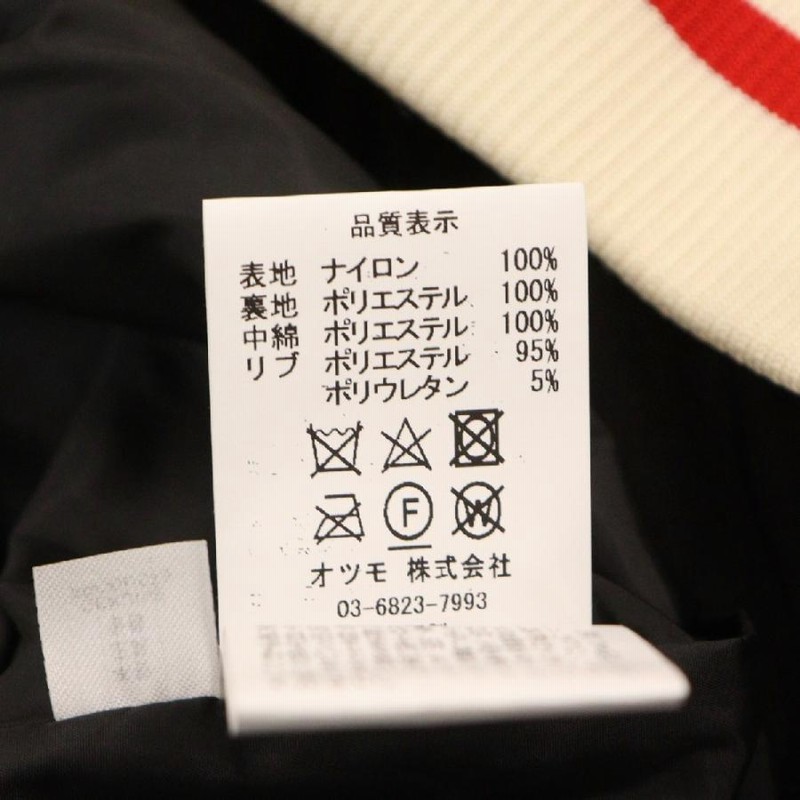 品質表示
表地 ナイロン 100%
裏地 ポリエステル 100%
中綿 ポリエステル 100%
リブ ポリエステル 95%
ポリウレタン 5%
F
W
オツモ 株式会社
03-6823-7993